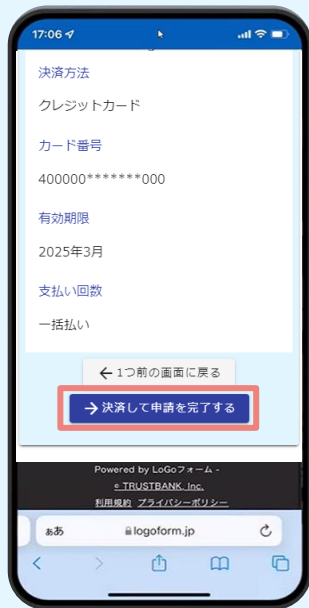 17:06
決済方法
クレジットカード
カード番号
400000*******000
有効期限
2025年3月
支払い回数
一括払い
← 1つ前の画面に戻る
→ 決済して申請を完了する
Powered by LoGoフォーム -
© TRUSTBANK, Inc.
利用規約 プライバシーポリシー
ぁあ logoform.jp